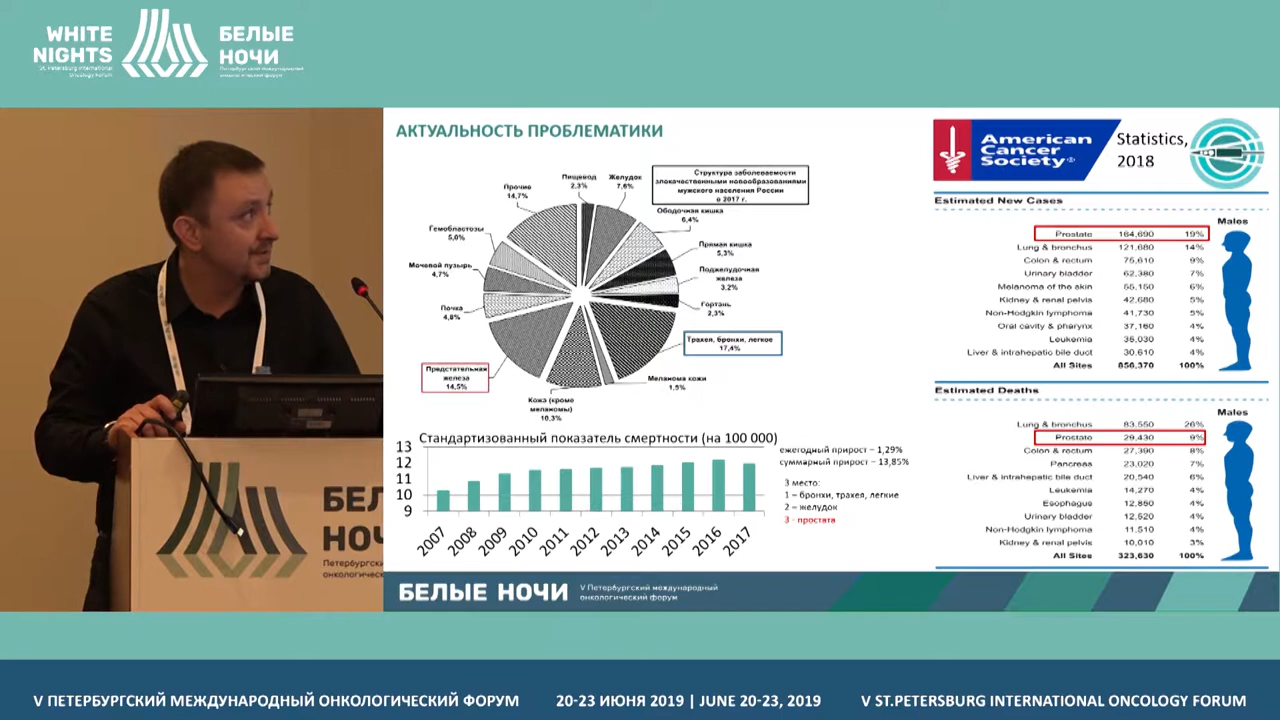 WHITE
NIGHTS
St. Petersburg International
Oncology Forum
БЕЛЫЕ
НОЧИ
Петербургский международный
онкологический форум
АКТУАЛЬНОСТЬ ПРОБЛЕМАТИКИ
Структура заболеваемости
злокачественными новообразованиями
мужского населения России
в 2017 г.
Пищевод
2,3%
Желудок
7,6%
Ободочная кишка
6,4%
Прямая кишка
5,3%
Поджелудочная
железа
3,2%
Гортань
2,3%
Трахея, бронхи, легкое
17,4%
Меланома кожи
1,5%
Кожа (кроме
меланомы)
10,3%
Предстательная
железа
14,5%
Почка
4,8%
Мочевой пузырь
4,7%
Гемобластозы
5,0%
Прочие
14,7%
Стандартизованный показатель смертности (на 100 000)
13
12
11
10
9
2007 2008 2009 2010 2011 2012 2013 2014 2015 2016 2017
ежегодный прирост – 1,29%
суммарный прирост – 13,85%
3 место:
1 – бронхи, трахея, легкие
2 – желудок
3 - простата
American
Cancer
Society®
Statistics,
2018
Estimated New Cases
Males
Prostate 164,690 19%
Lung & bronchus 121,680 14%
Colon & rectum 75,610 9%
Urinary bladder 62,380 7%
Melanoma of the skin 55,150 6%
Kidney & renal pelvis 42,680 5%
Non-Hodgkin lymphoma 41,730 5%
Oral cavity & pharynx 37,160 4%
Leukemia 35,030 4%
Liver & intrahepatic bile duct 30,610 4%
All Sites 856,370 100%
Estimated Deaths
Males
Lung & bronchus 83,550 26%
Prostate 29,430 9%
Colon & rectum 27,390 8%
Pancreas 23,020 7%
Liver & intrahepatic bile duct 20,540 6%
Leukemia 14,270 4%
Esophagus 12,850 4%
Urinary bladder 12,520 4%
Non-Hodgkin lymphoma 11,510 4%
Kidney & renal pelvis 10,010 3%
All Sites 323,630 100%
БЕЛЫЕ НОЧИ
V Петербургский международный
онкологический форум
БЕЛ
НОЧ
Петербургский
онкологический
V ПЕТЕРБУРГСКИЙ МЕЖДУНАРОДНЫЙ ОНКОЛОГИЧЕСКИЙ ФОРУМ
20-23 ИЮНЯ 2019 | JUNE 20-23, 2019
V ST.PETERSBURG INTERNATIONAL ONCOLOGY FORUM